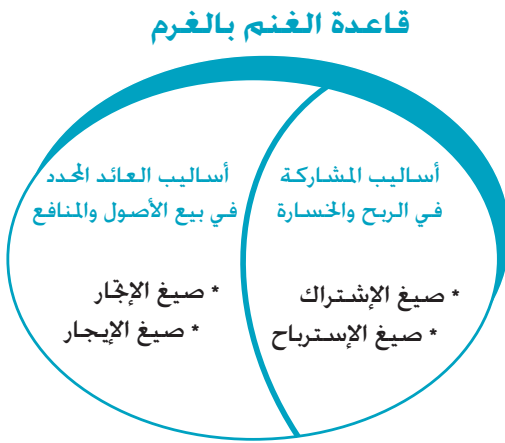 قاعدة الغنم بالغرم
أساليب المشاركة
في الربح والخسارة
* صيغ الإشتراك
* صيغ الإسترباح
أساليب العائد المحدد
في بيع الأصول والمنافع
* صيغ الإتجار
* صيغ الإيجار